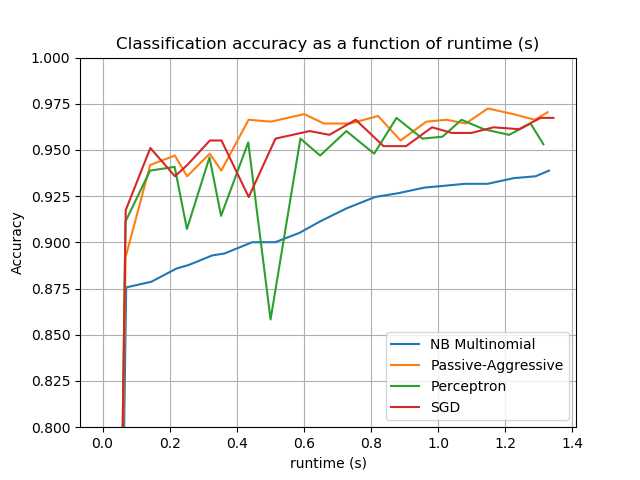 Classification accuracy as a function of runtime (s)
1.000
0.975
0.950
0.925
0.900
0.875
0.850
0.825
0.800
Accuracy
NB Multinomial
Passive-Aggressive
Perceptron
SGD
0.0 0.2 0.4 0.6 0.8 1.0 1.2 1.4
runtime (s)